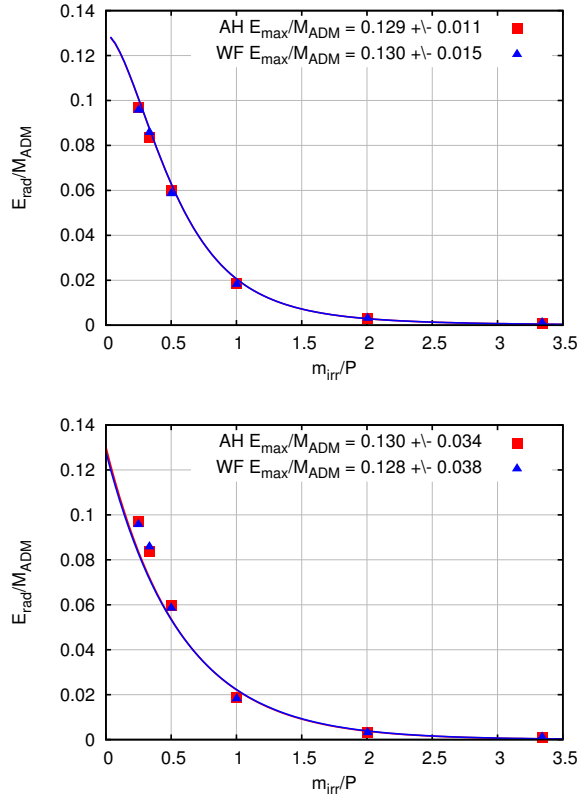 0.14
0.12
0.1
0.08
0.06
0.04
0.02
0
E_rad/M_ADM
AH E_max/M_ADM = 0.129 +\- 0.011
WF E_max/M_ADM = 0.130 +\- 0.015
0 0.5 1 1.5 2 2.5 3 3.5
m_irr/P
0.14
0.12
0.1
0.08
0.06
0.04
0.02
0
E_rad/M_ADM
AH E_max/M_ADM = 0.130 +\- 0.034
WF E_max/M_ADM = 0.128 +\- 0.038
0 0.5 1 1.5 2 2.5 3 3.5
m_irr/P